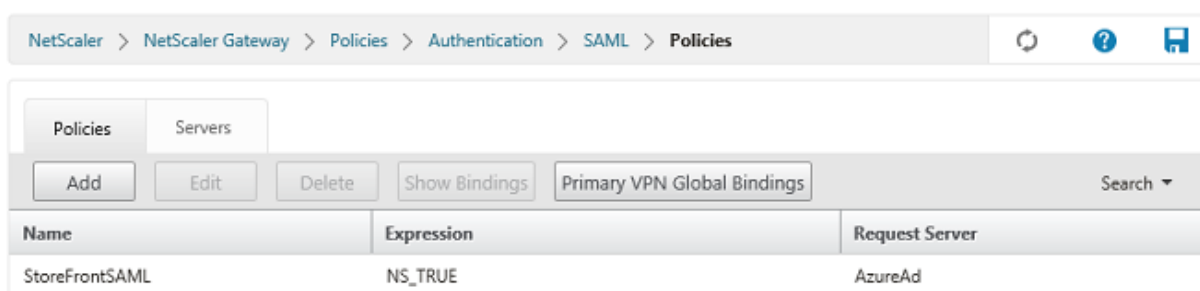 NetScaler > NetScaler Gateway > Policies > Authentication > SAML > Policies
Policies Servers
Add Edit Delete Show Bindings Primary VPN Global Bindings Search
Name Expression Request Server
StoreFrontSAML NS_TRUE AzureAd